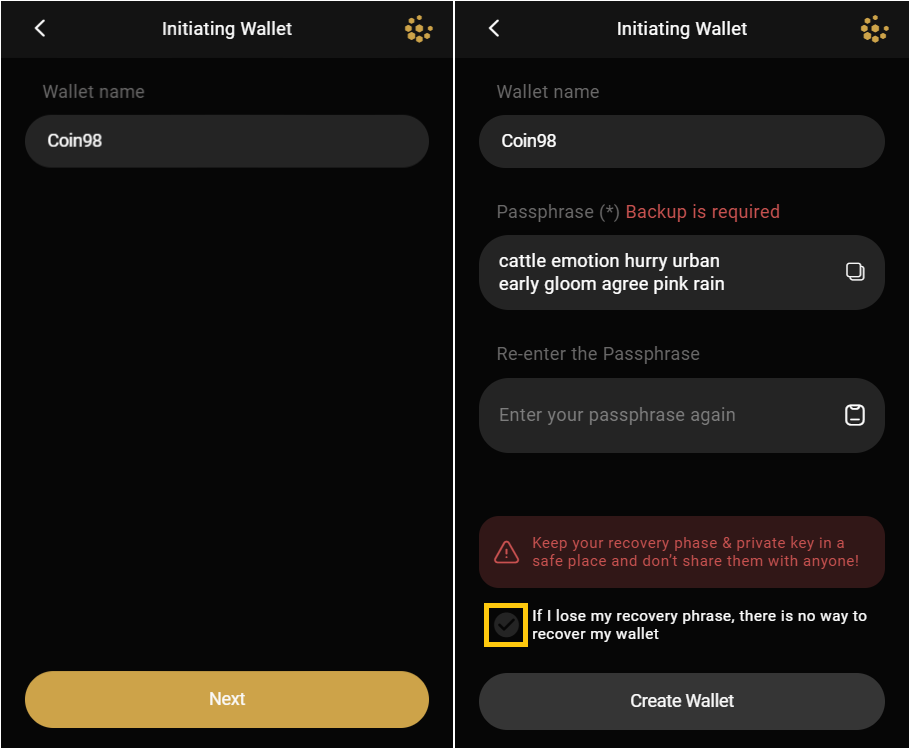 Initiating Wallet
Wallet name
Coin98
Next
Initiating Wallet
Wallet name
Coin98
Passphrase (*) Backup is required
cattle emotion hurry urban
early gloom agree pink rain
Re-enter the Passphrase
Enter your passphrase again
Keep your recovery phase & private key in a
safe place and don't share them with anyone!
If I lose my recovery phrase, there is no way to
recover my wallet
Create Wallet